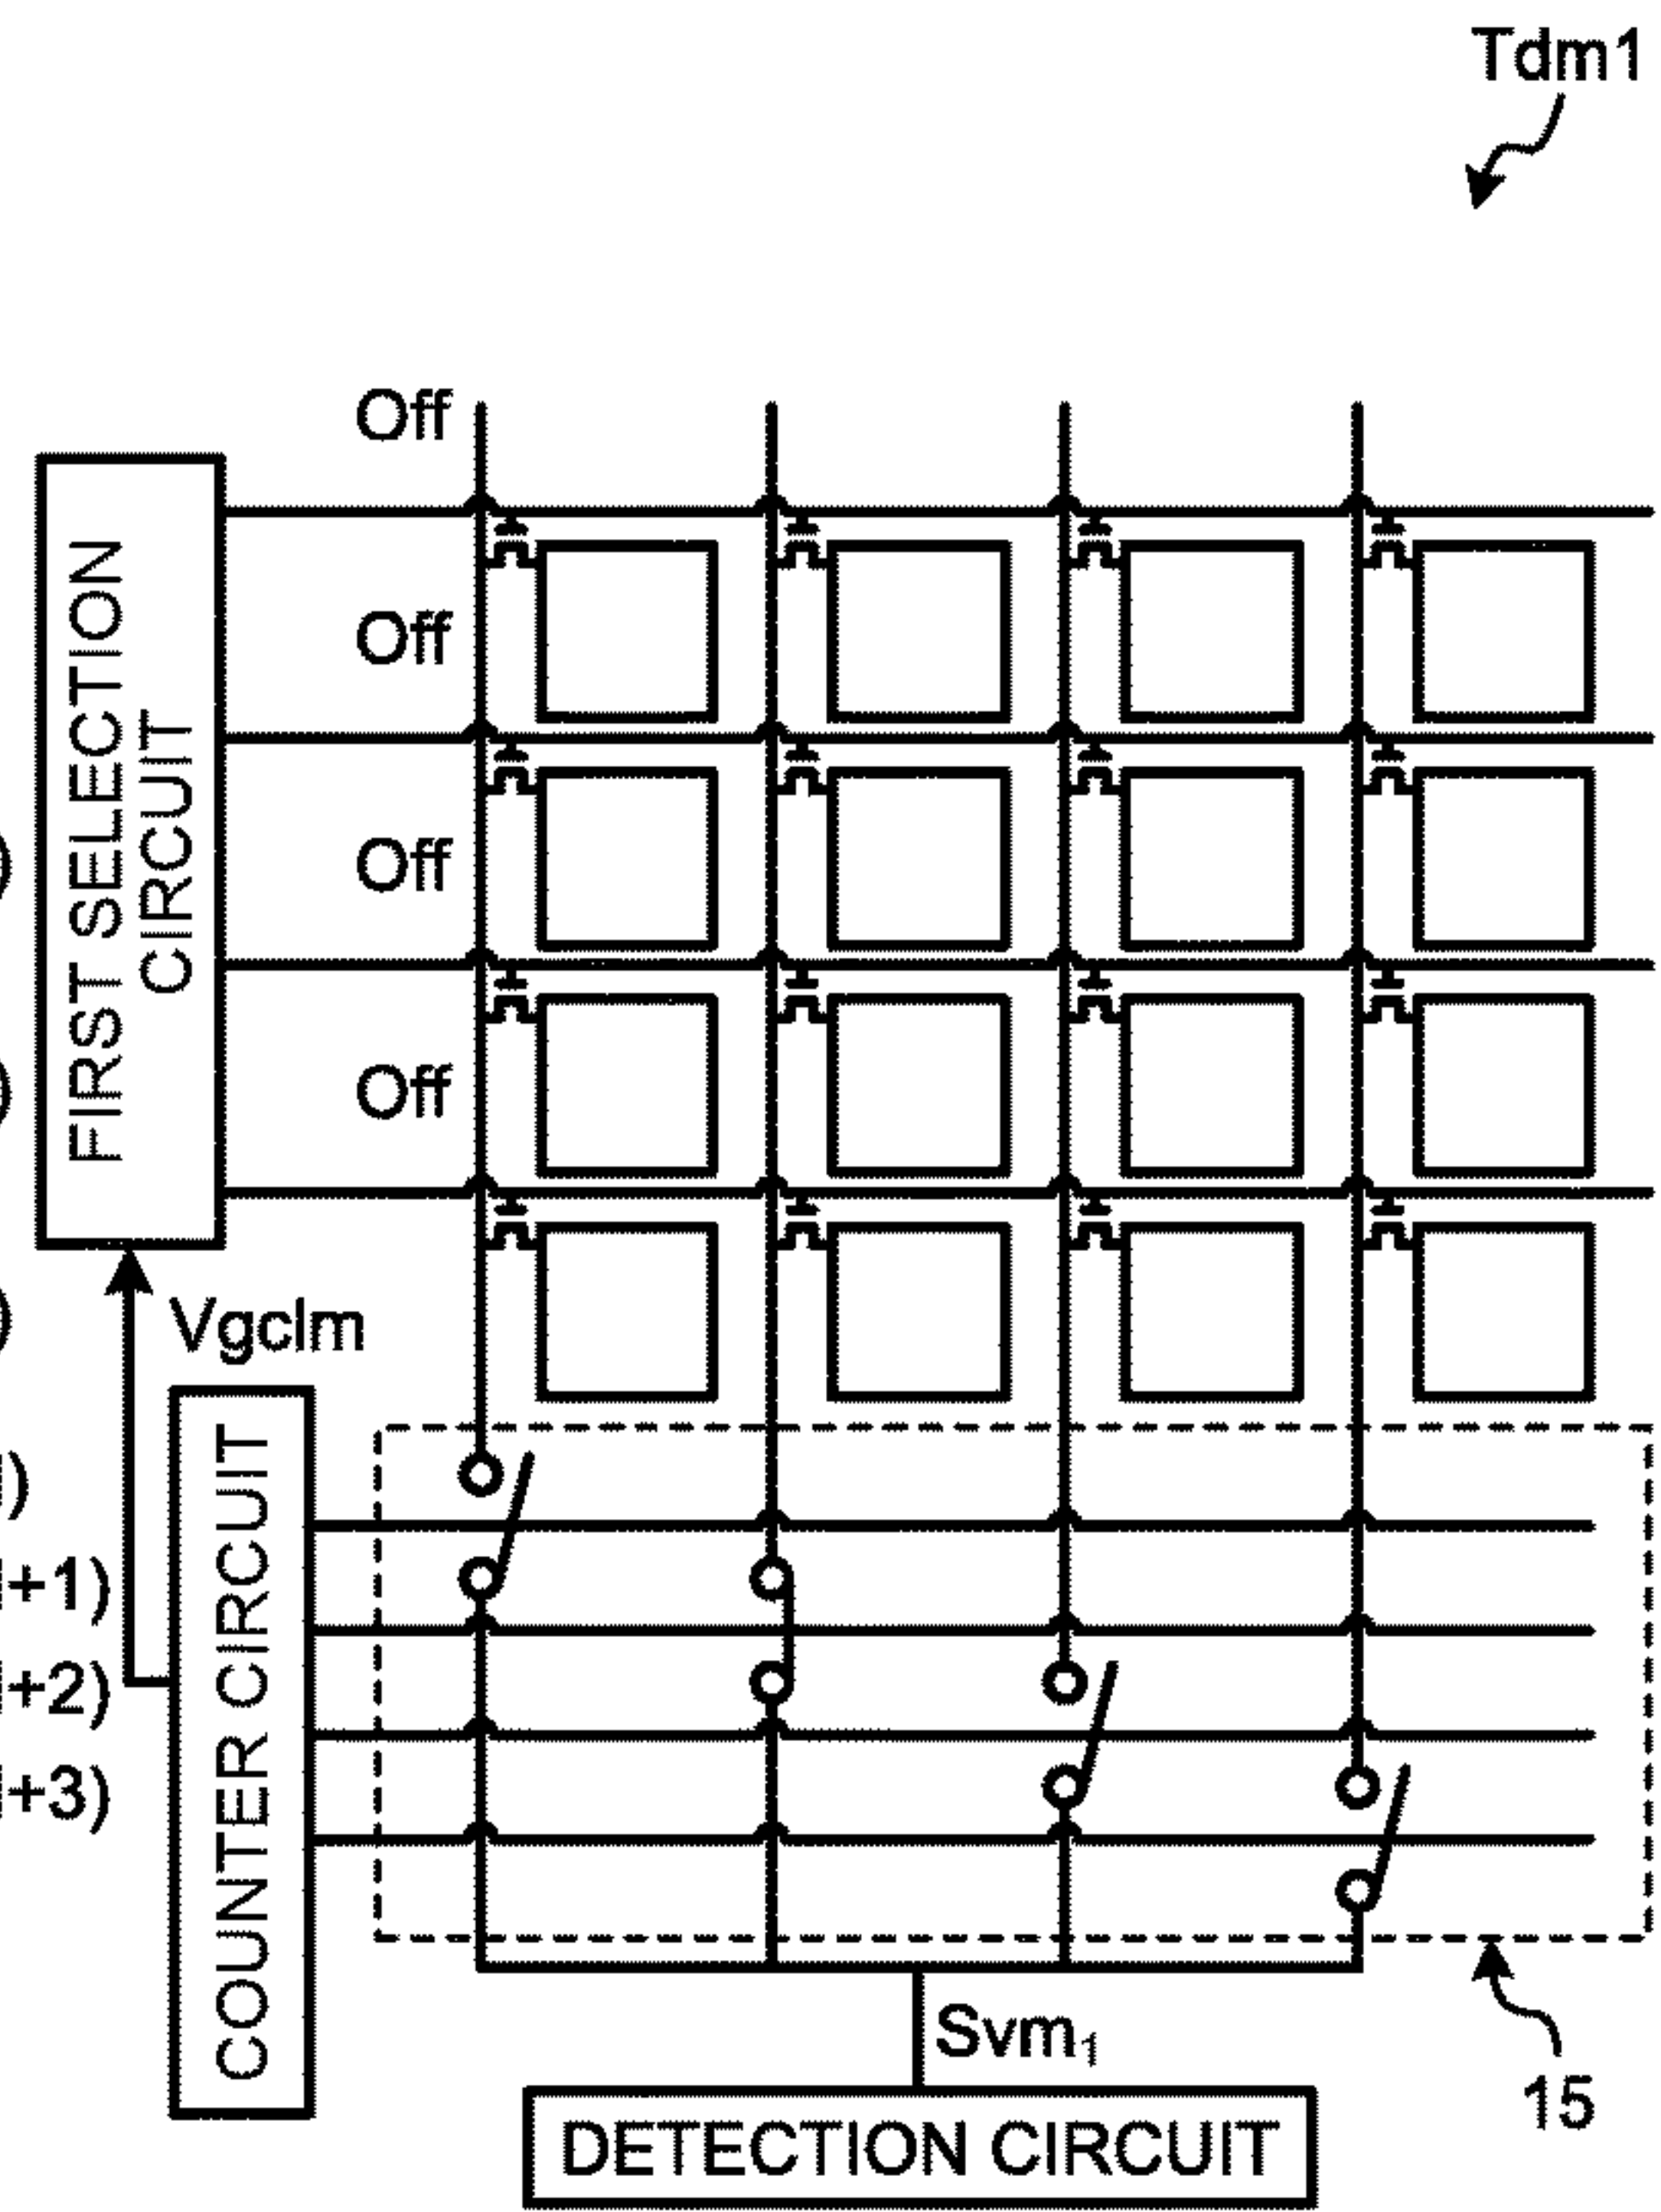 Tdm1
Off
Off
Off
Off
FIRST SELECTION
CIRCUIT
Vgclm
COUNTER CIRCUIT
)
)
)
)
+1)
+2)
+3)
Svm₁
15
DETECTION CIRCUIT